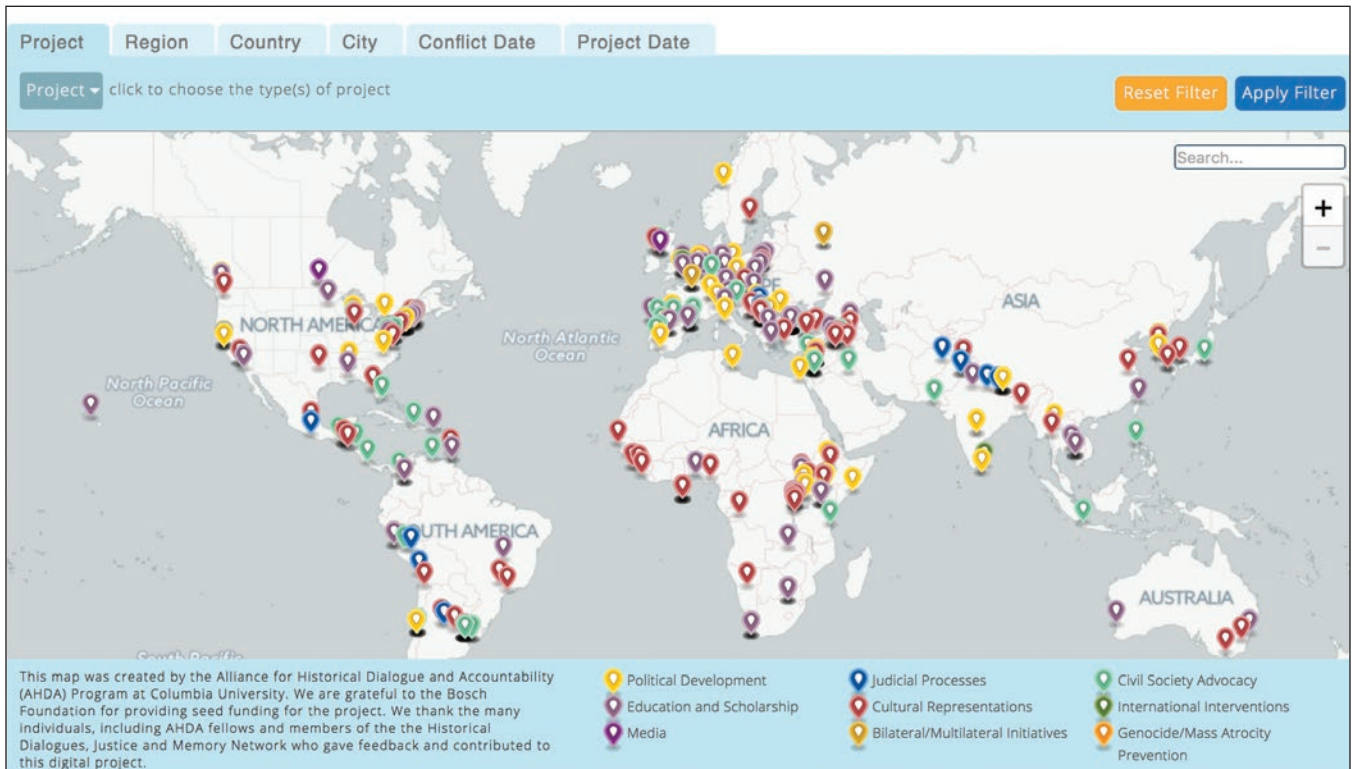 Project Region Country City Conflict Date Project Date
Project click to choose the type(s) of project
Reset Filter Apply Filter
Search...
+
−
ASIA
NORTH AMERICA
North Atlantic
Ocean
North Pacific
Ocean
AFRICA
SOUTH AMERICA
AUSTRALIA
South Pacific
This map was created by the Alliance for Historical Dialogue and Accountability
(AHDA) Program at Columbia University. We are grateful to the Bosch
Foundation for providing seed funding for the project. We thank the many
individuals, including AHDA fellows and members of the the Historical
Dialogues, Justice and Memory Network who gave feedback and contributed to
this digital project.
Political Development
Education and Scholarship
Media
Judicial Processes
Cultural Representations
Bilateral/Multilateral Initiatives
Civil Society Advocacy
International Interventions
Genocide/Mass Atrocity
Prevention